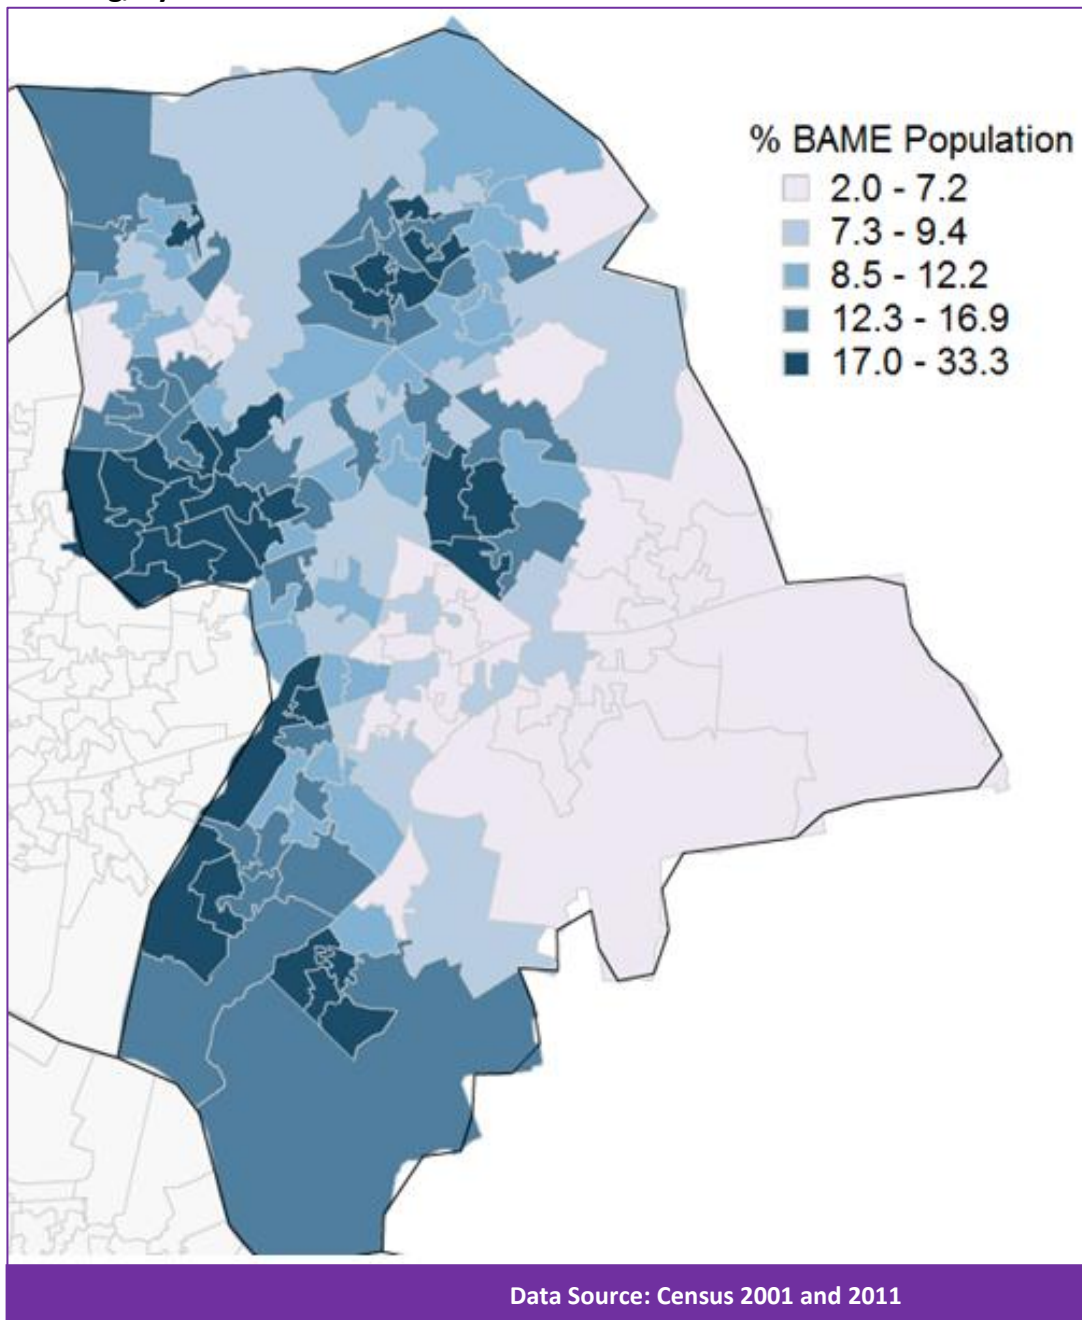 % BAME Population
2.0 - 7.2
7.3 - 9.4
8.5 - 12.2
12.3 - 16.9
17.0 - 33.3
Data Source: Census 2001 and 2011